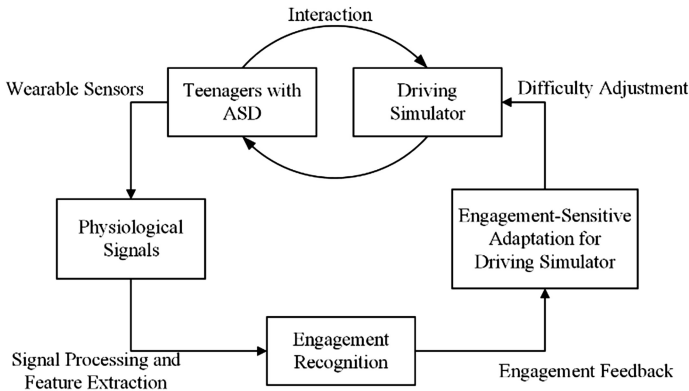 Interaction
Wearable Sensors
Teenagers with
ASD
Driving
Simulator
Difficulty Adjustment
Physiological
Signals
Engagement-Sensitive
Adaptation for
Driving Simulator
Signal Processing and
Feature Extraction
Engagement
Recognition
Engagement Feedback